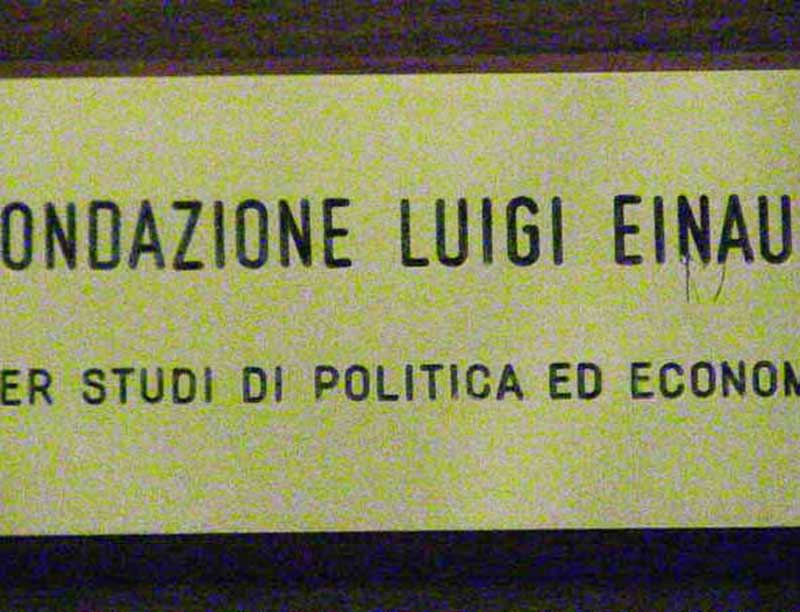 ONDAZIONE LUIGI EINAU
ER STUDI DI POLITICA ED ECONOM